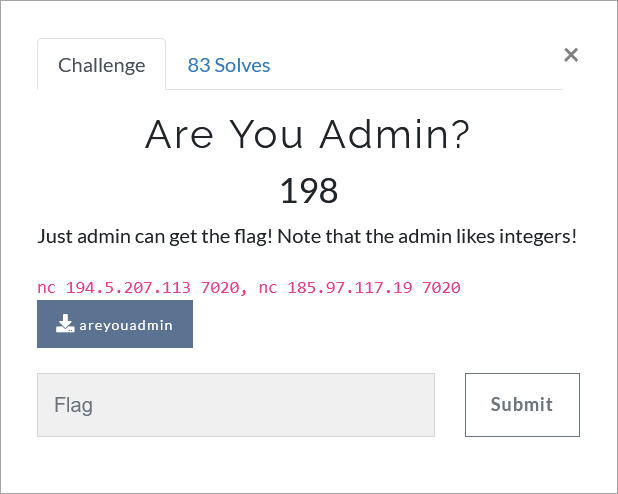 Challenge
83 Solves
×
Are You Admin?
198
Just admin can get the flag! Note that the admin likes integers!
nc 194.5.207.113 7020, nc 185.97.117.19 7020
areyouadmin
Flag
Submit